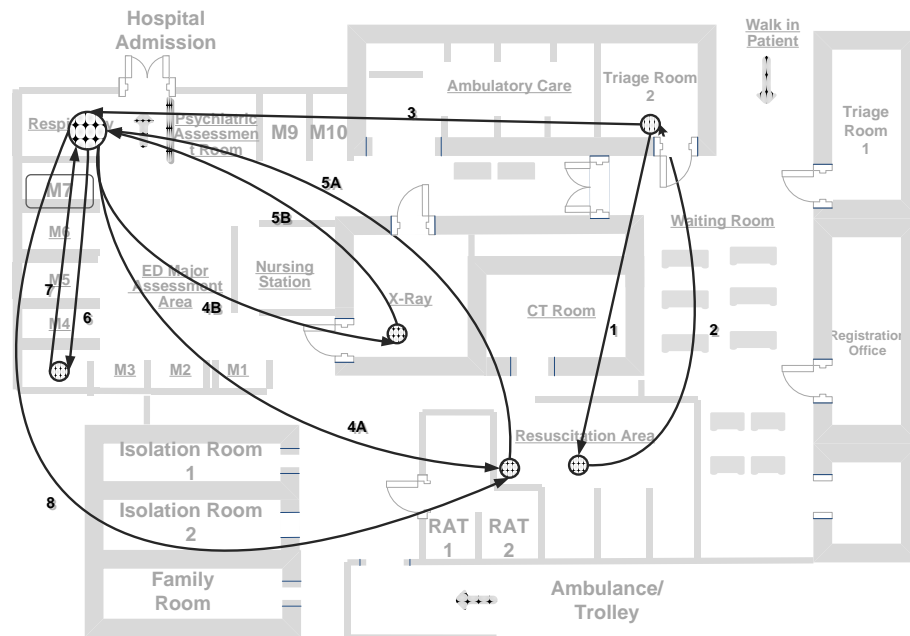 Hospital
Admission
Walk in
Patient
Ambulatory Care
Triage Room
2
Triage
Room
1
3
Psychiatric
Assessmen
t Room
M9
M10
M7
5A
5B
Waiting Room
M6
M5
M4
7
6
ED Major
Assessment
Area
Nursing
Station
4B
X-Ray
CT Room
1
2
Registration
Office
M3
M2
M1
4A
Resuscitation Area
Isolation Room
1
8
Isolation Room
2
RAT
1
RAT
2
Family
Room
Ambulance/
Trolley